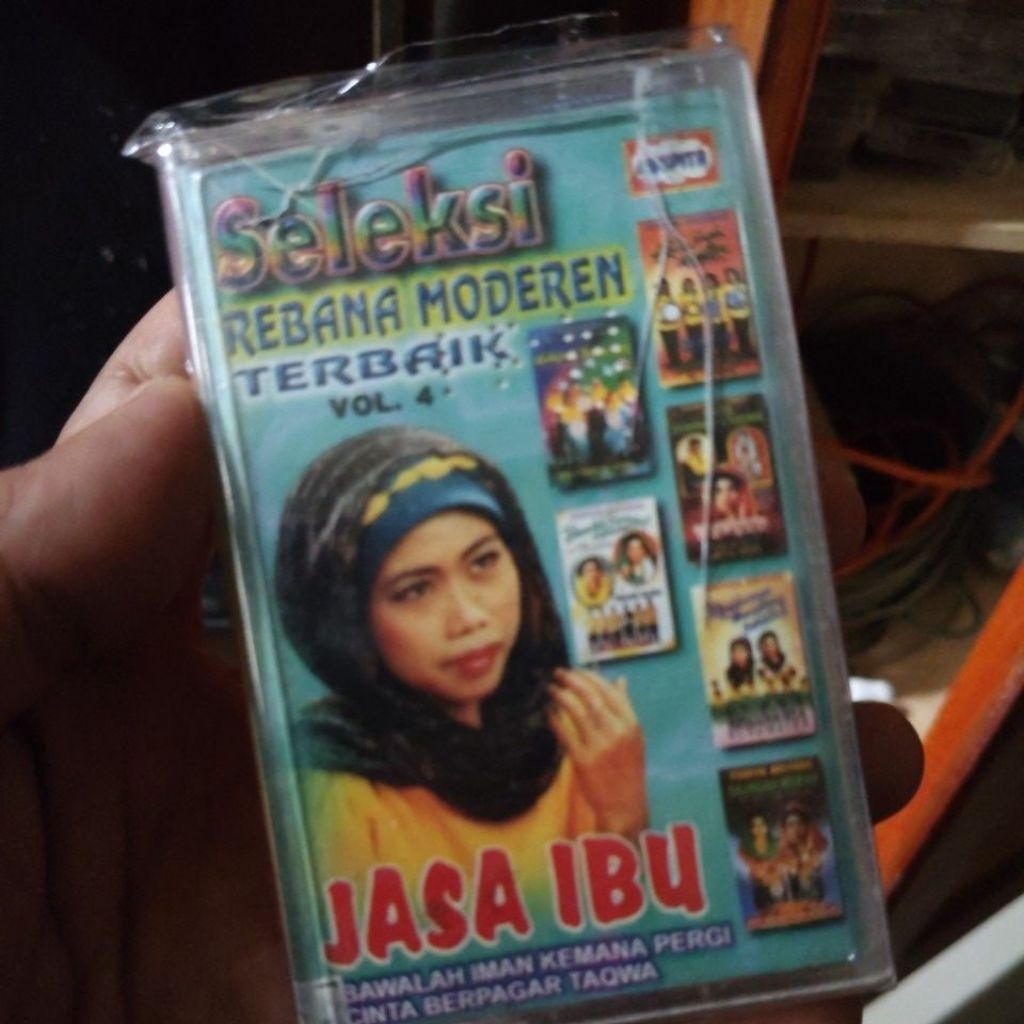 Seleksi
REBANA MODEREN
TERBAIK
VOL. 4
JASA IBU
BAWALAH IMAN KEMANA PERGI
CINTA BERPAGAR TAQWA